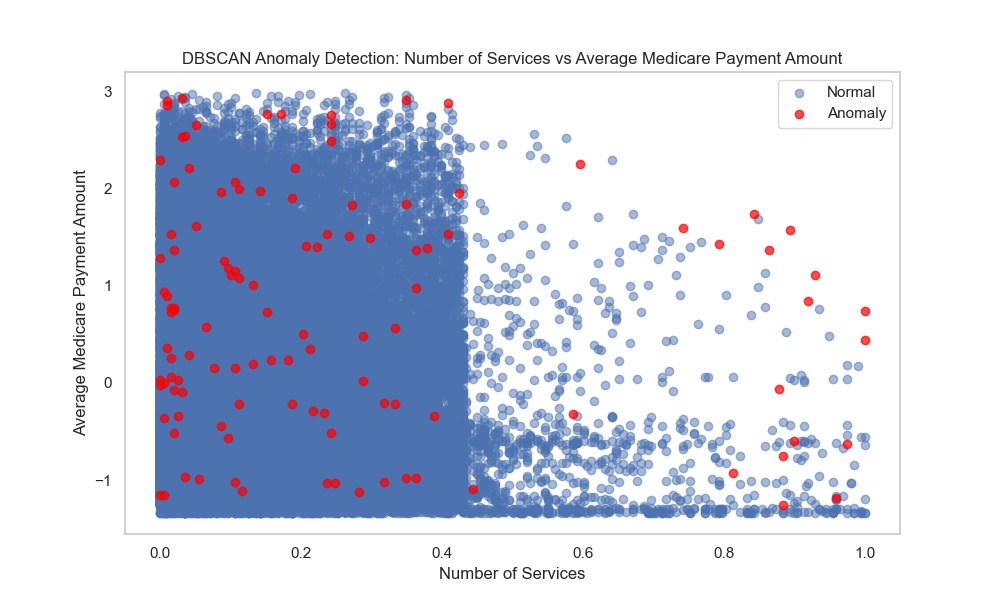 DBSCAN Anomaly Detection: Number of Services vs Average Medicare Payment Amount
Normal
Anomaly
Average Medicare Payment Amount
3
2
1
0
−1
0.0 0.2 0.4 0.6 0.8 1.0
Number of Services